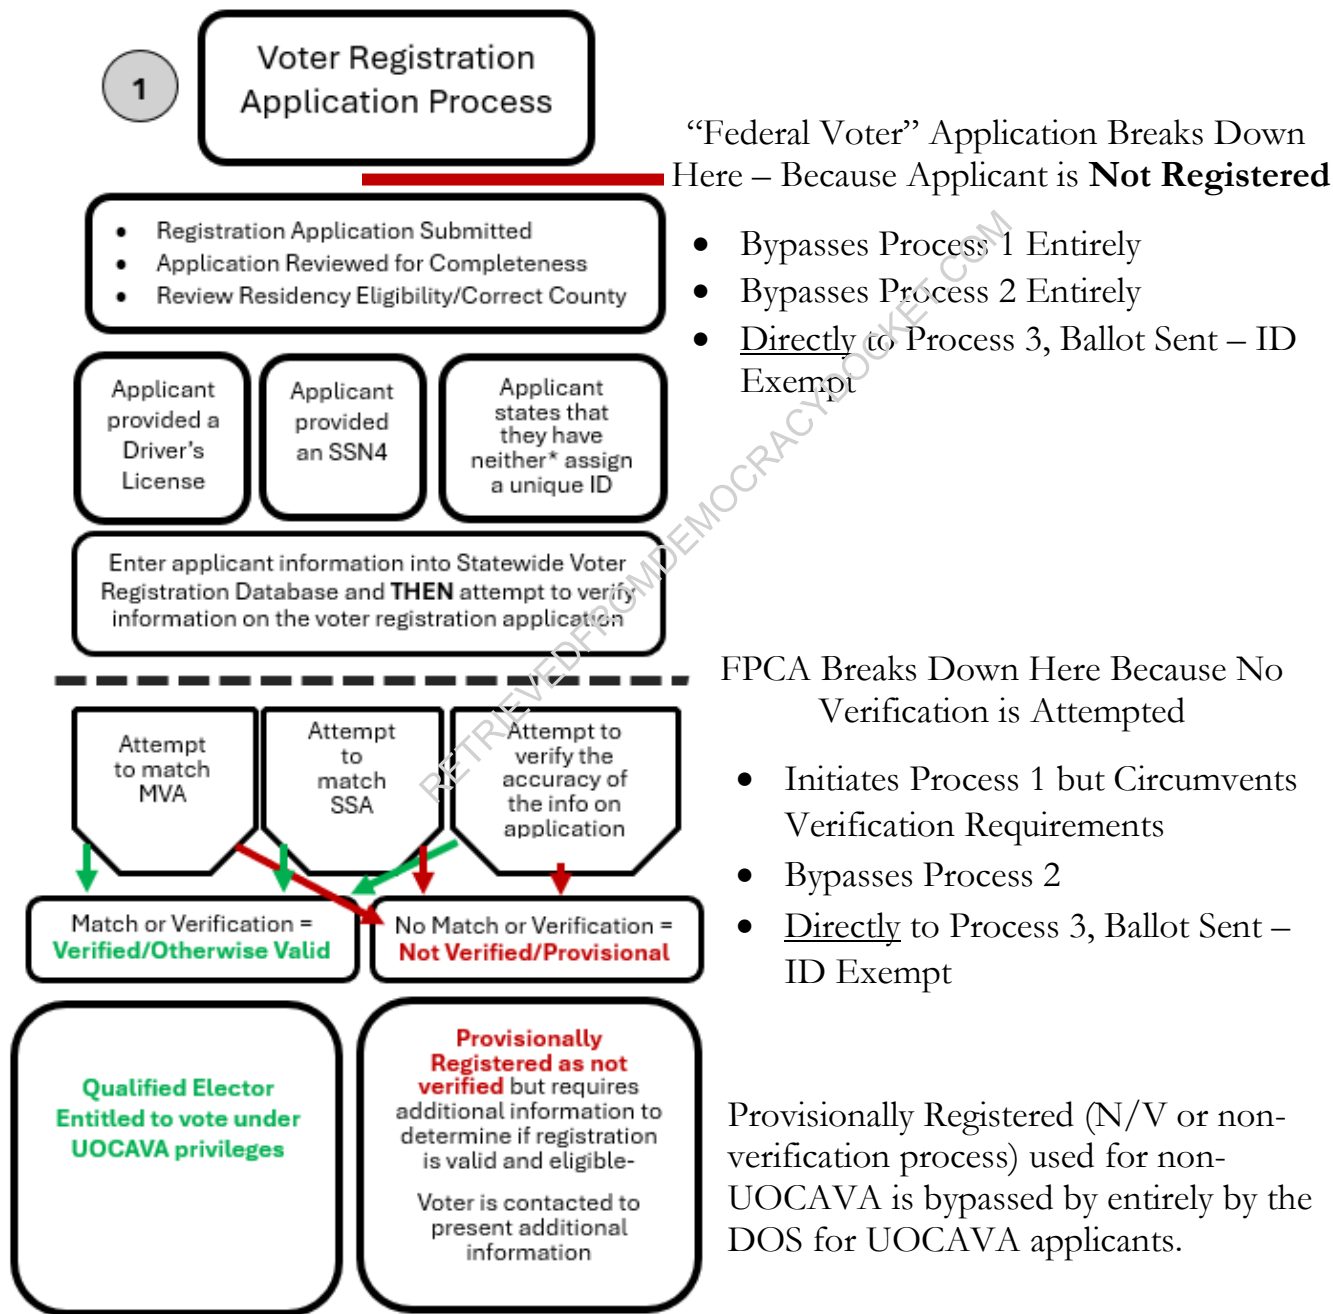 1
Voter Registration
Application Process
“Federal Voter” Application Breaks Down
Here – Because Applicant is Not Registered
• Registration Application Submitted
• Application Reviewed for Completeness
• Review Residency Eligibility/Correct County
• Bypasses Process 1 Entirely
• Bypasses Process 2 Entirely
• Directly to Process 3, Ballot Sent – ID
Exempt
Applicant
provided a
Driver's
License
Applicant
provided
an SSN4
Applicant
states that
they have
neither* assign
a unique ID
Enter applicant information into Statewide Voter
Registration Database and THEN attempt to verify
information on the voter registration application
FPCA Breaks Down Here Because No
Verification is Attempted
Attempt
to match
MVA
Attempt
to
match
SSA
Attempt to
verify the
accuracy of
the info on
application
• Initiates Process 1 but Circumvents
Verification Requirements
• Bypasses Process 2
• Directly to Process 3, Ballot Sent –
ID Exempt
Match or Verification =
Verified/Otherwise Valid
No Match or Verification =
Not Verified/Provisional
Qualified Elector
Entitled to vote under
UOCAVA privileges
Provisionally
Registered as not
verified but requires
additional information to
determine if registration
is valid and eligible-
Voter is contacted to
present additional
information
Provisionally Registered (N/V or non-
verification process) used for non-
UOCAVA is bypassed by entirely by the
DOS for UOCAVA applicants.
RETRIEVEDFROMDEMOCRACYDOCKET.COM